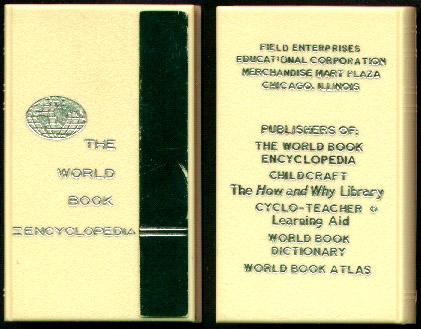 THE
WORLD
BOOK
ENCYCLOPEDIA
FIELD ENTERPRISES
EDUCATIONAL CORPORATION
MERCHANDISE MART PLAZA
CHICAGO, ILLINOIS
PUBLISHERS OF:
THE WORLD BOOK
ENCYCLOPEDIA
CHILDCRAFT
The How and Why Library
CYCLO-TEACHER ®
Learning Aid
WORLD BOOK
DICTIONARY
WORLD BOOK ATLAS